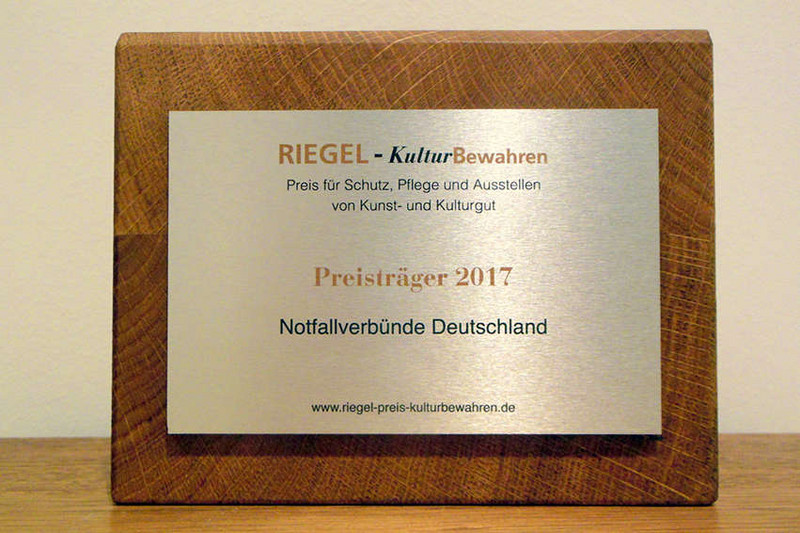 RIEGEL - KulturBewahren
Preis für Schutz, Pflege und Ausstellen
von Kunst- und Kulturgut
Preisträger 2017
Notfallverbünde Deutschland
www.riegel-preis-kulturbewahren.de